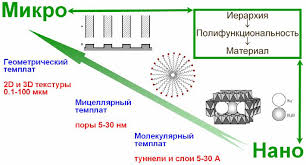 Микро
Иерархия
Полифункциональность
Материал
Геометрический
темплат
2D и 3D текстуры
0.1-100 мкм
Мицеллярный
темплат
поры 5-30 нм
Молекулярный
темплат
туннели и слои 5-30 А
Нано